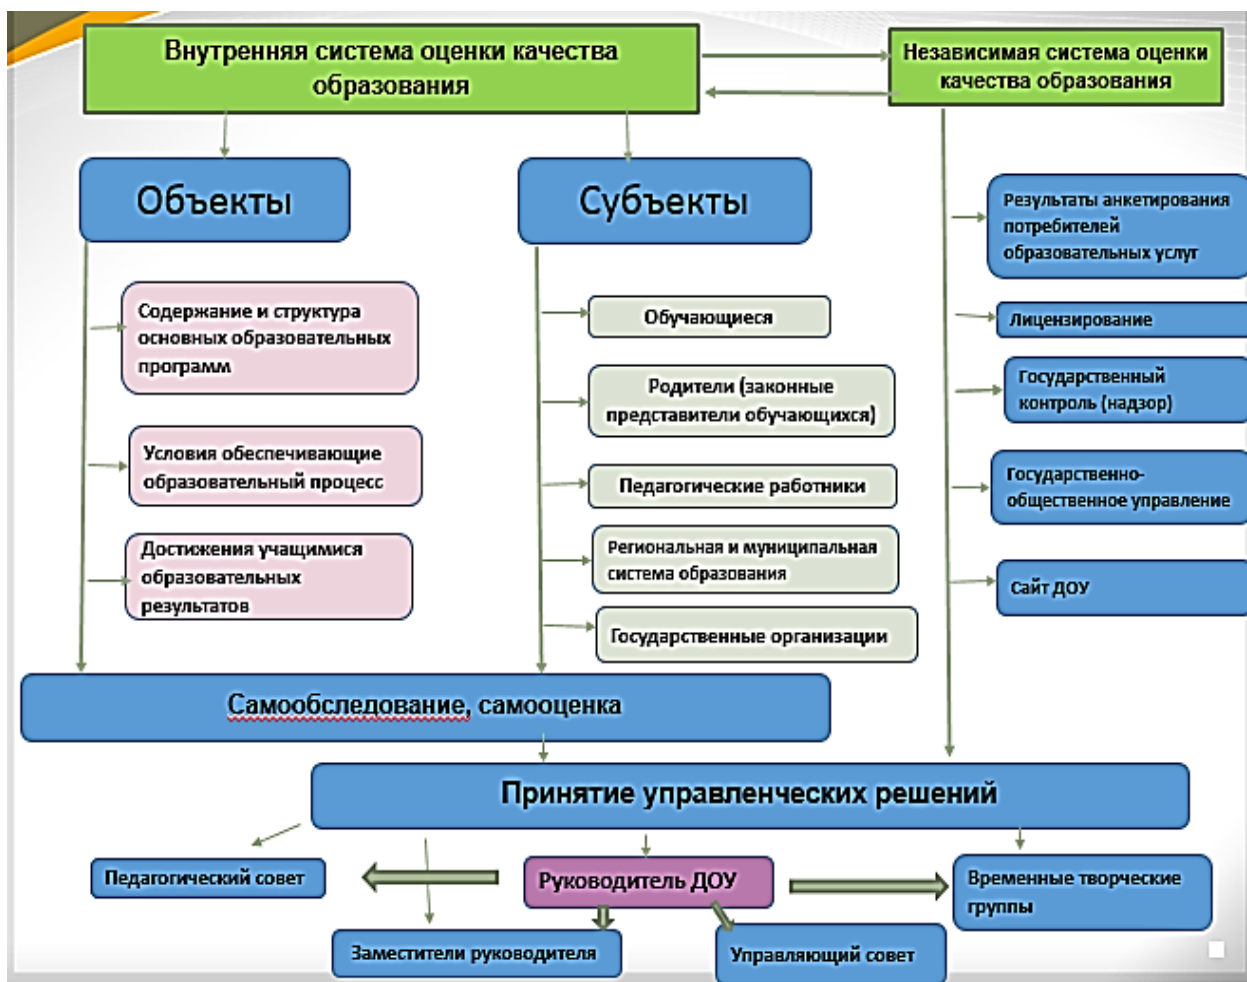 Внутренняя система оценки качества
образования
Независимая система оценки
качества образования
Объекты
Субъекты
Результаты анкетирования
потребителей
образовательных услуг
Содержание и структура
основных образовательных
программ
Обучающиеся
Лицензирование
Родители (законные
представители обучающихся)
Государственный
контроль (надзор)
Условия обеспечивающие
образовательный процесс
Педагогические работники
Государственно-
общественное управление
Достижения учащимися
образовательных
результатов
Региональная и муниципальная
система образования
Сайт ДОУ
Государственные организации
Самообследование, самооценка
Принятие управленческих решений
Педагогический совет
Руководитель ДОУ
Временные творческие
группы
Заместители руководителя
Управляющий совет